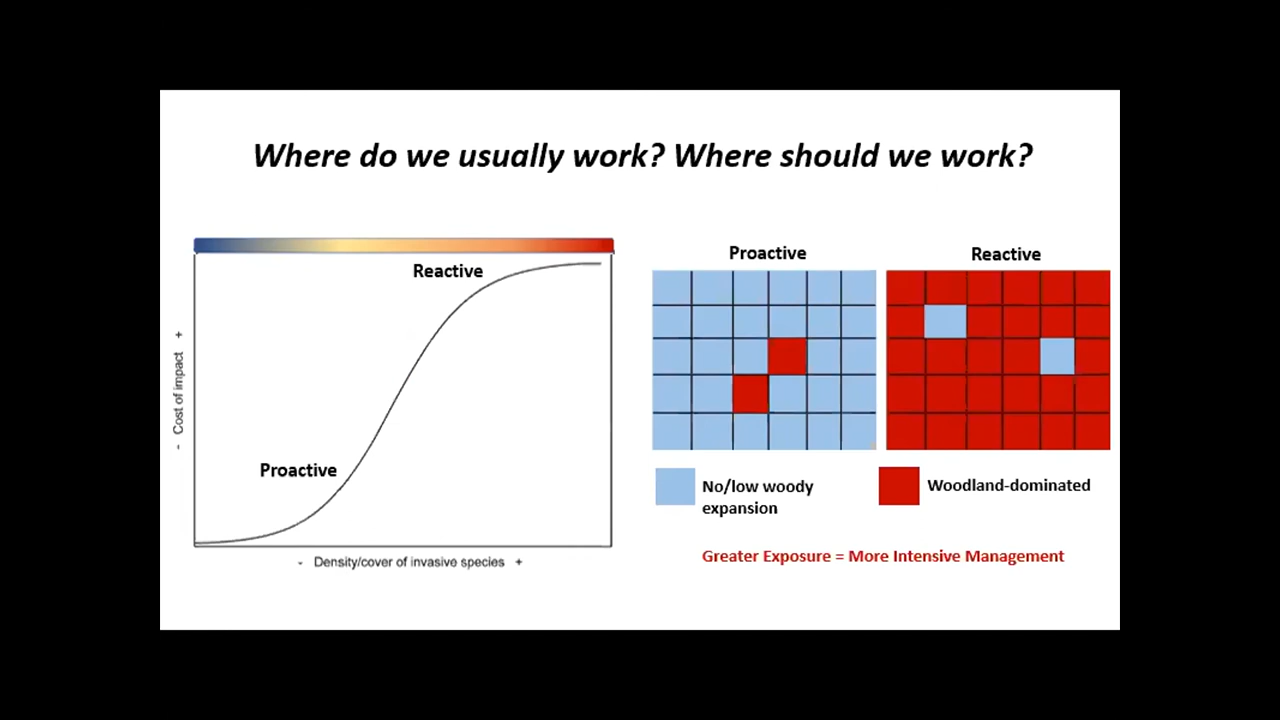 Where do we usually work? Where should we work?
Reactive
Proactive
- Cost of impact +
- Density/cover of invasive species +
Proactive
Reactive
No/low woody
expansion
Woodland-dominated
Greater Exposure = More Intensive Management